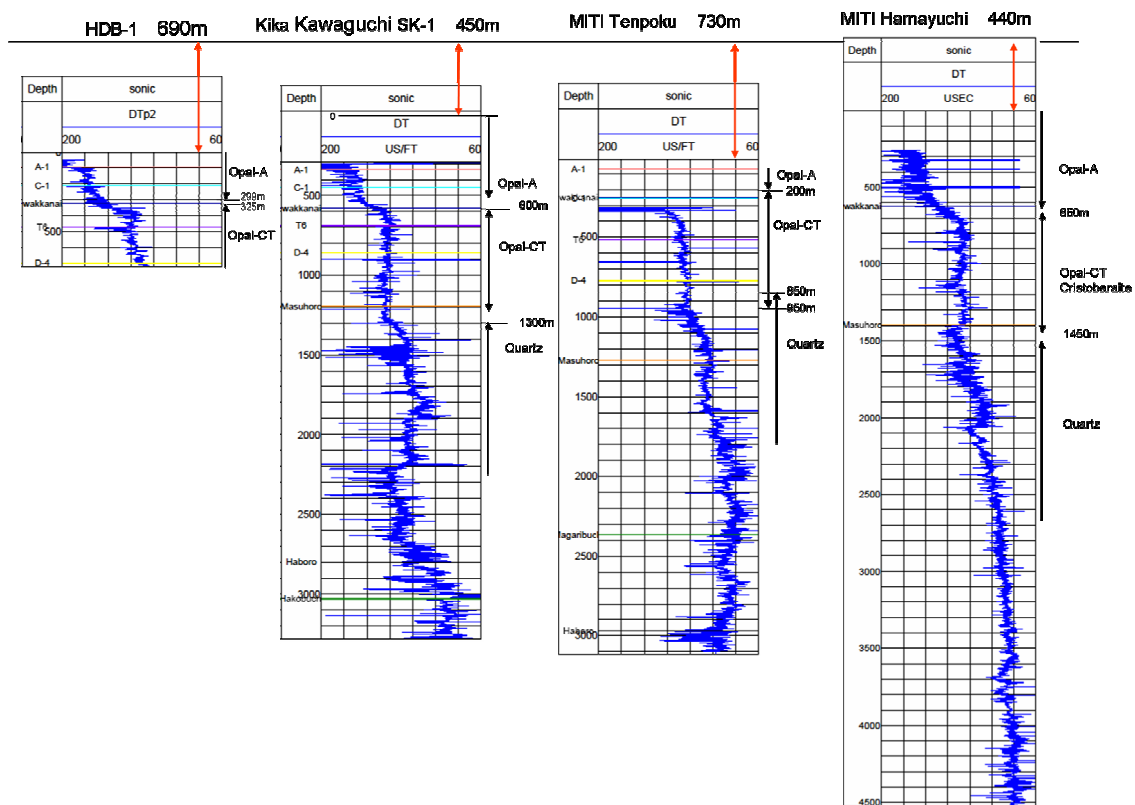 HDB-1 690m
Kika Kawaguchi SK-1 450m
MITI Tenpoku 730m
MITI Hamayuchi 440m
Depth sonic
DTp2
200 60
A-1
C-1
wakkanai
T6
500
D-4
Opal-A
298m
325m
Opal-CT
Depth sonic
DT
US/FT
200 60
0
A-1
C-1
500
wakkanai
T6
D-4
1000
Masuhoro
1500
2000
2500
Haboro
3000
Hakobuch
Opal-A
600m
Opal-CT
1300m
Quartz
Depth sonic
DT
US/FT
200 60
A-1
500
D-4
1000
Masuhoro
1500
2000
Magaribuc
2500
3000
Opal-A
200m
Opal-CT
850m
950m
Quartz
Depth sonic
DT
200 USEC 60
500
wakkanai
1000
Masuhoro
1500
2000
2500
3000
3500
4000
4500
Opal-A
650m
Opal-CT
Cristobaralite
1450m
Quartz